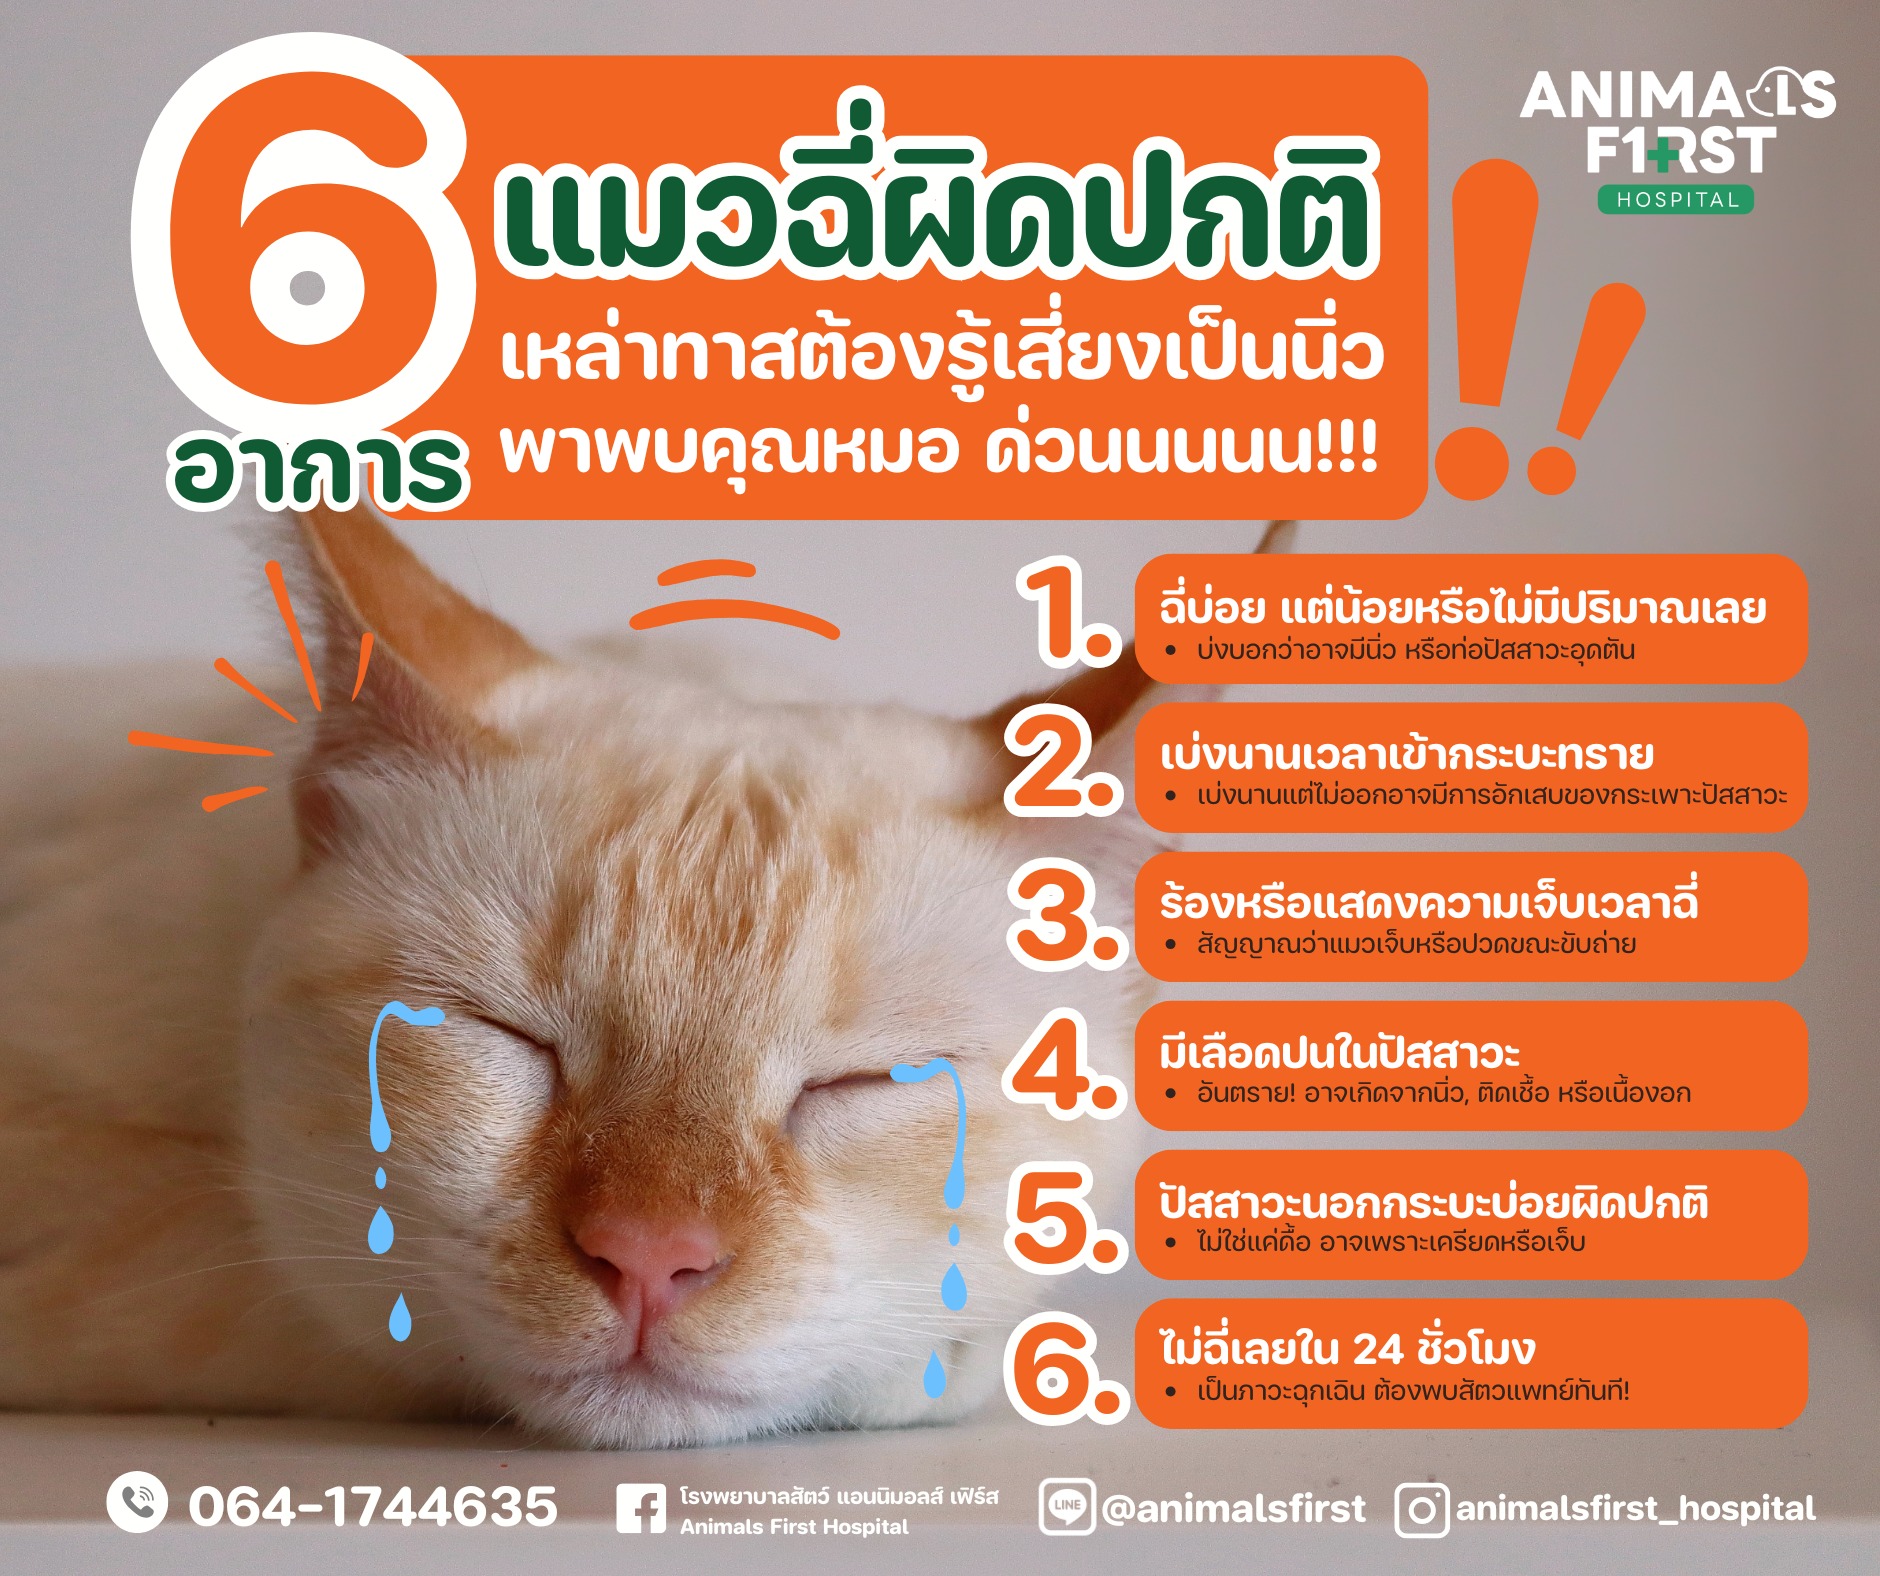 6
อาการ
แมวฉี่ผิดปกติ
เหล่าทาสต้องรู้เสี่ยงเป็นนิ่ว
พาพบคุณหมอ ด่วนนนนน!!!
!!
ANIMALS
F1RST
HOSPITAL
1. ฉี่บ่อย แต่น้อยหรือไม่มีปริมาณเลย
• บ่งบอกว่าอาจมีนิ่ว หรือท่อปัสสาวะอุดตัน
2. เบ่งนานเวลาเข้ากระบะทราย
• เบ่งนานแต่ไม่ออกอาจมีการอักเสบของกระเพาะปัสสาวะ
3. ร้องหรือแสดงความเจ็บเวลาฉี่
• สัญญาณว่าแมวเจ็บหรือปวดขณะขับถ่าย
4. มีเลือดปนในปัสสาวะ
• อันตราย! อาจเกิดจากนิ่ว, ติดเชื้อ หรือเนื้องอก
5. ปัสสาวะนอกกระบะบ่อยผิดปกติ
• ไม่ใช่แค่ดื้อ อาจเพราะเครียดหรือเจ็บ
6. ไม่ฉี่เลยใน 24 ชั่วโมง
• เป็นภาวะฉุกเฉิน ต้องพบสัตวแพทย์ทันที!
064-1744635
โรงพยาบาลสัตว์ แอนนิมอลส์ เฟิร์ส
Animals First Hospital
LINE
@animalsfirst
animalsfirst_hospital